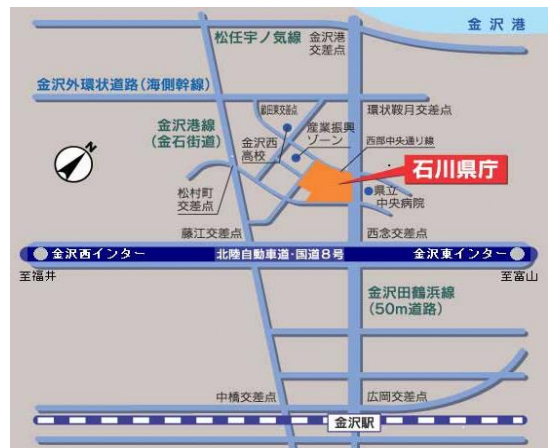 金沢港
松任宇ノ気線
金沢港
交差点
金沢外環状道路(海側幹線)
環状鞍月交差点
金沢港線
(金石街道)
金沢西
高校
産業振興
ゾーン
西部中央通り線
N
石川県庁
松村町
交差点
県立
中央病院
藤江交差点
西念交差点
金沢西インター
北陸自動車道・国道8号
金沢東インター
至福井
至富山
金沢田鶴浜線
(50m道路)
中橋交差点
広岡交差点
金沢駅